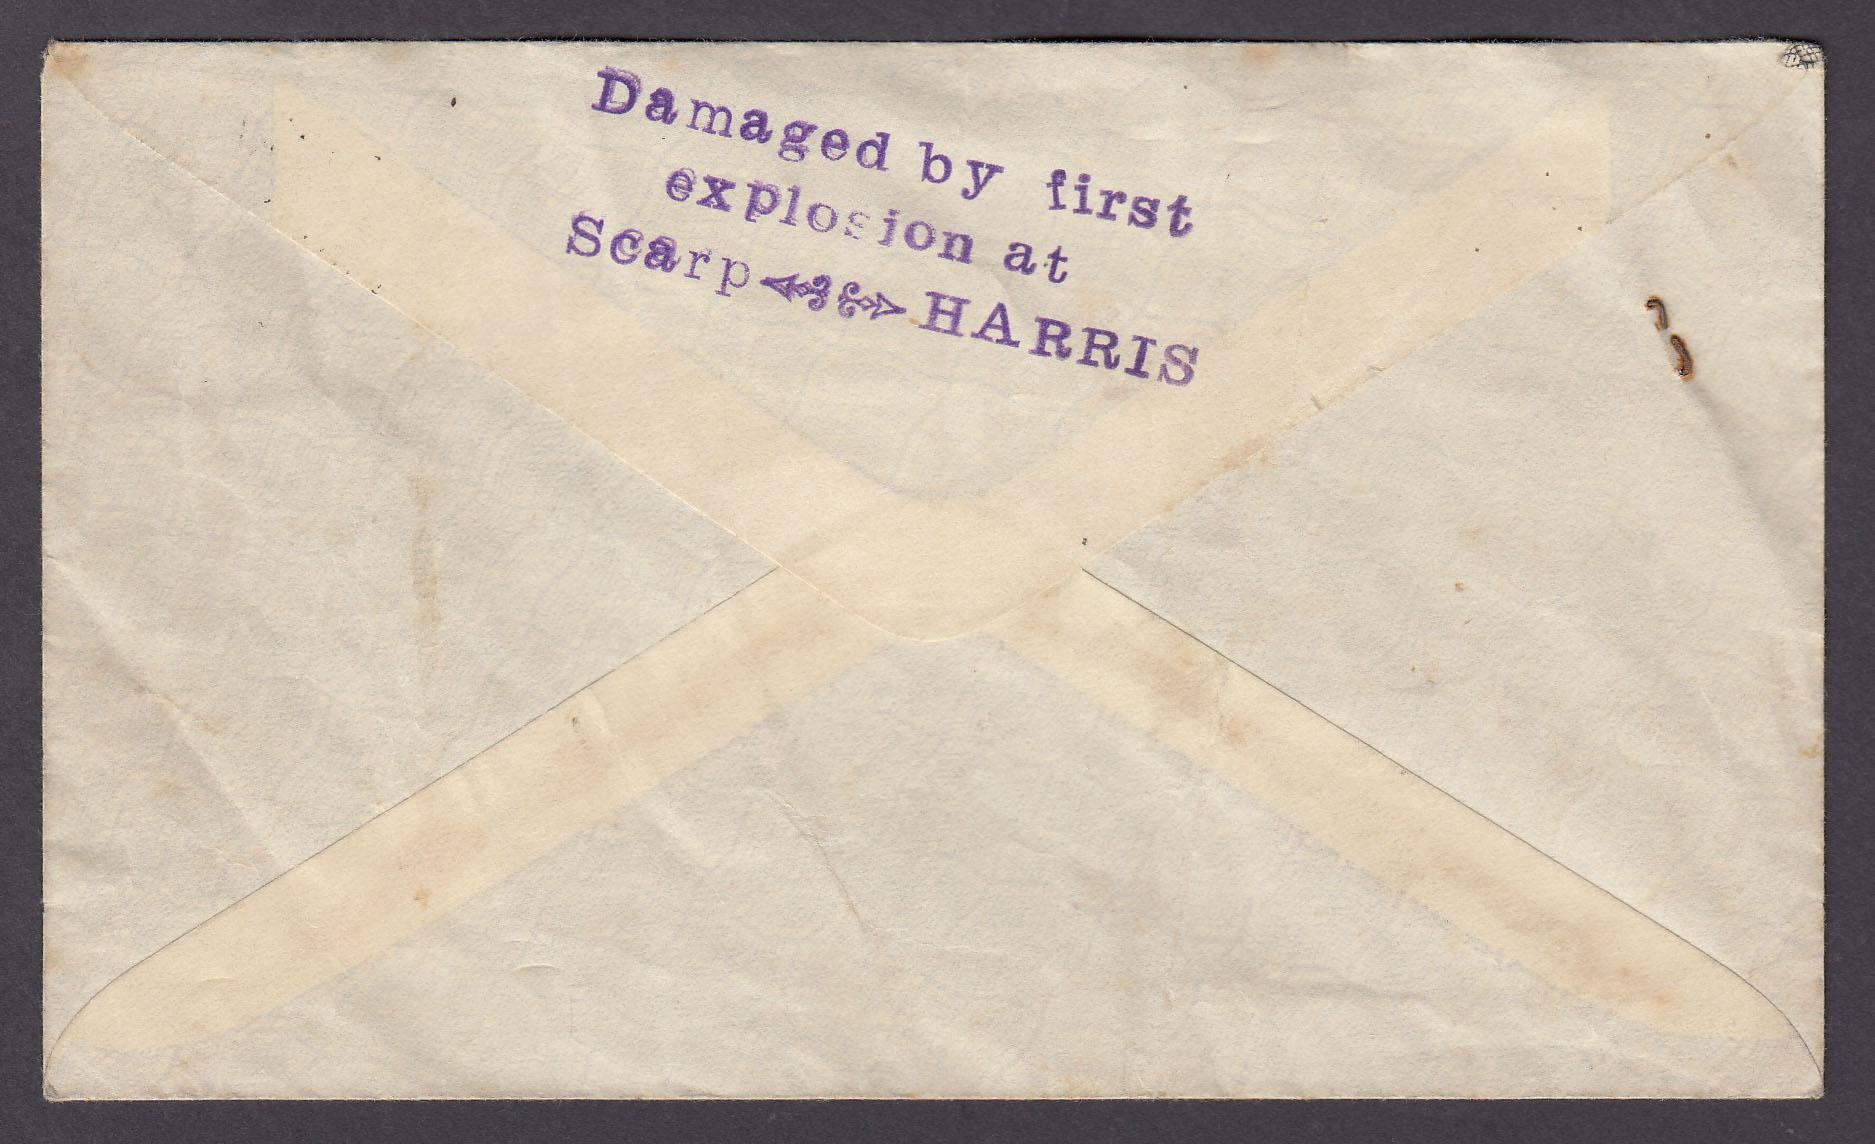 Damaged by first
explosion at
Scarp HARRIS